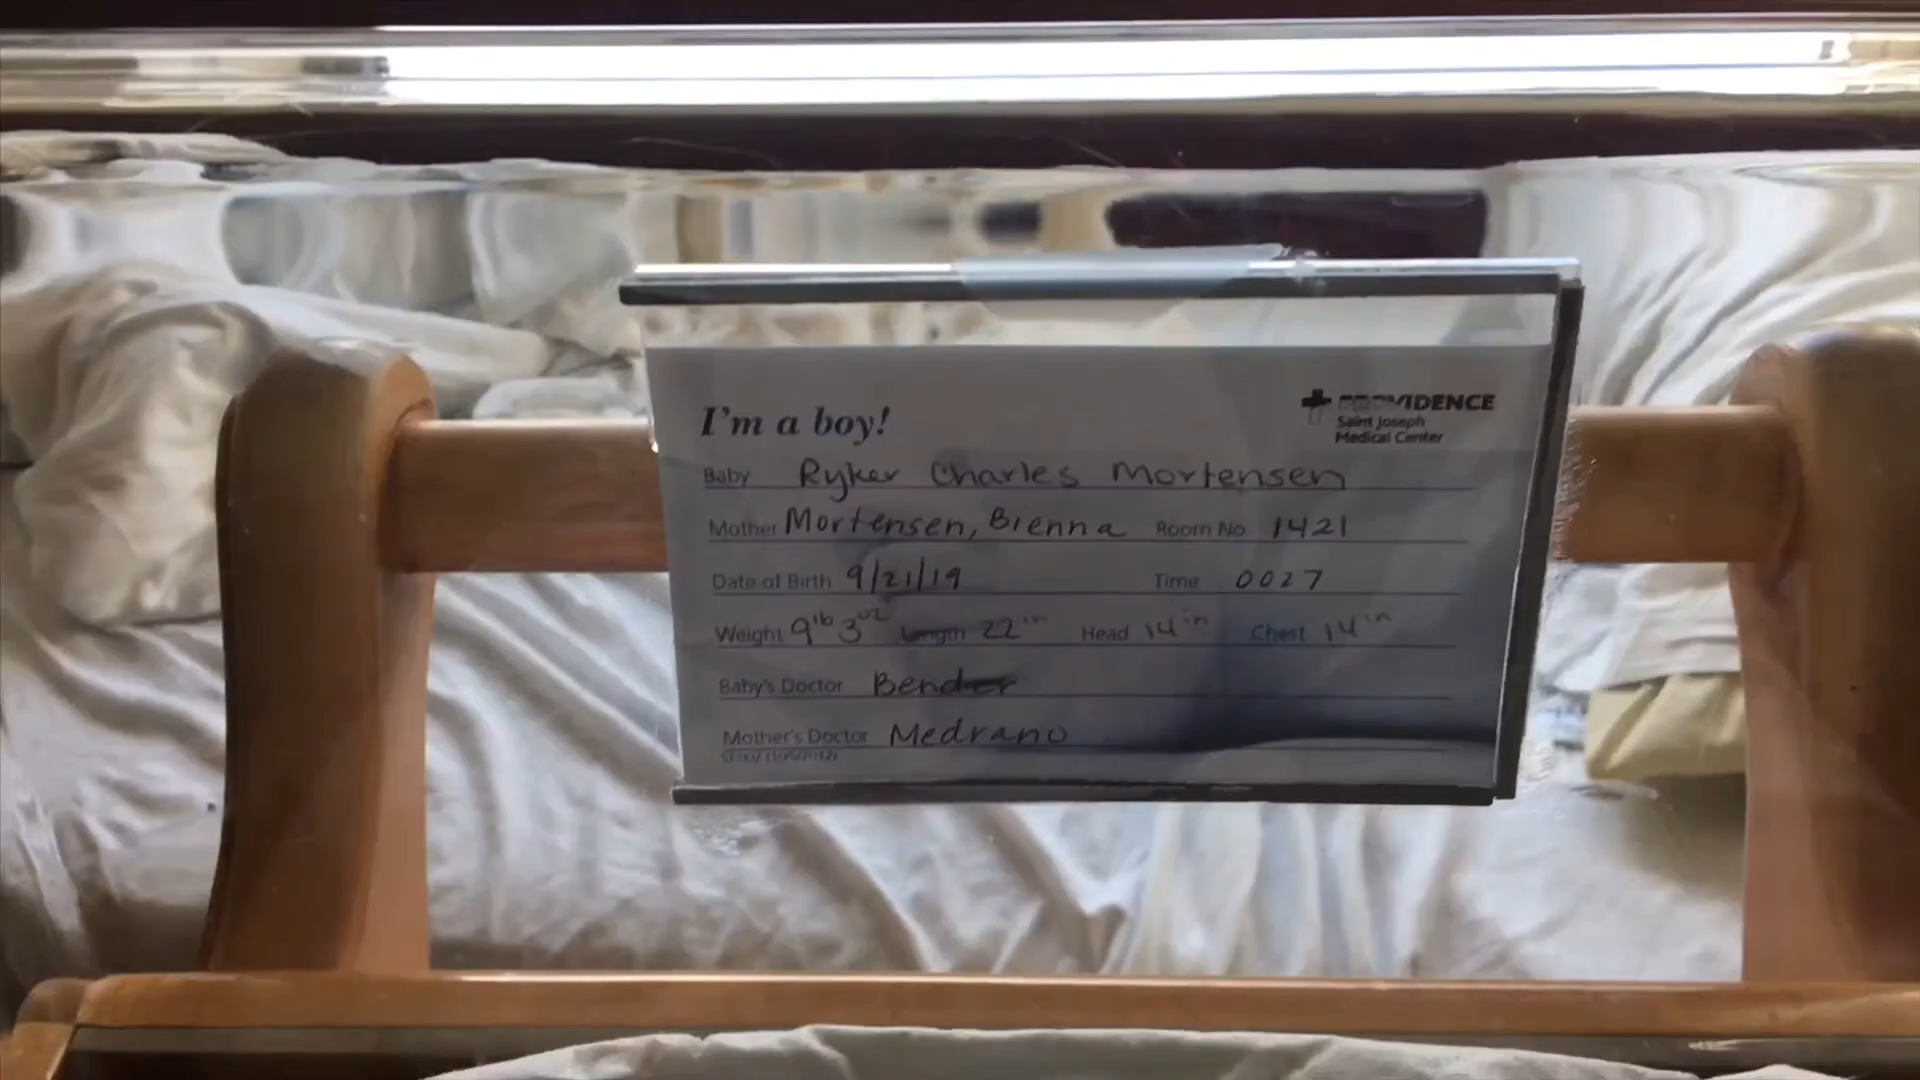 I'm a boy!
PROVIDENCE
Saint Joseph
Medical Center
Baby Ryker Charles Mortensen
Mother Mortensen, Brenna Room No 1421
Date of Birth 9/21/19 Time 0027
Weight 9lb 3oz Length 22in Head 14in Chest 14in
Baby's Doctor Bender
Mother's Doctor Medrano